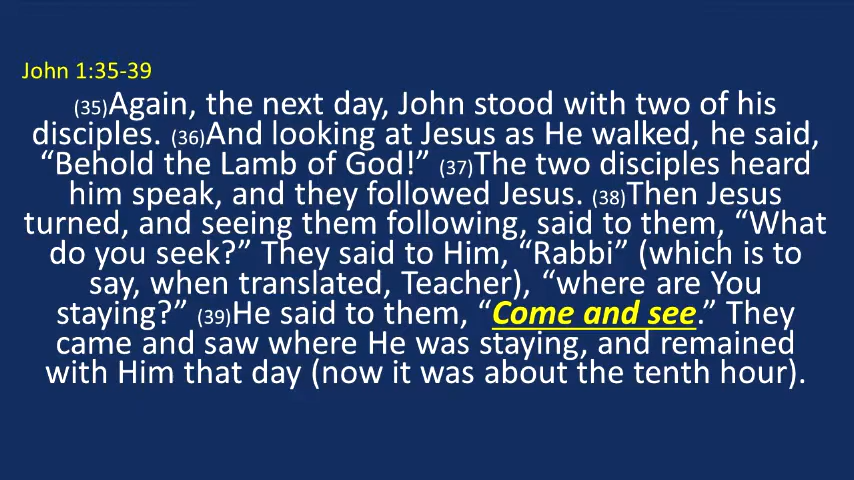 John 1:35-39
(35)Again, the next day, John stood with two of his
disciples. (36)And looking at Jesus as He walked, he said,
“Behold the Lamb of God!” (37)The two disciples heard
him speak, and they followed Jesus. (38)Then Jesus
turned, and seeing them following, said to them, “What
do you seek?” They said to Him, “Rabbi” (which is to
say, when translated, Teacher), “where are You
staying?” (39)He said to them, “Come and see.” They
came and saw where He was staying, and remained
with Him that day (now it was about the tenth hour).